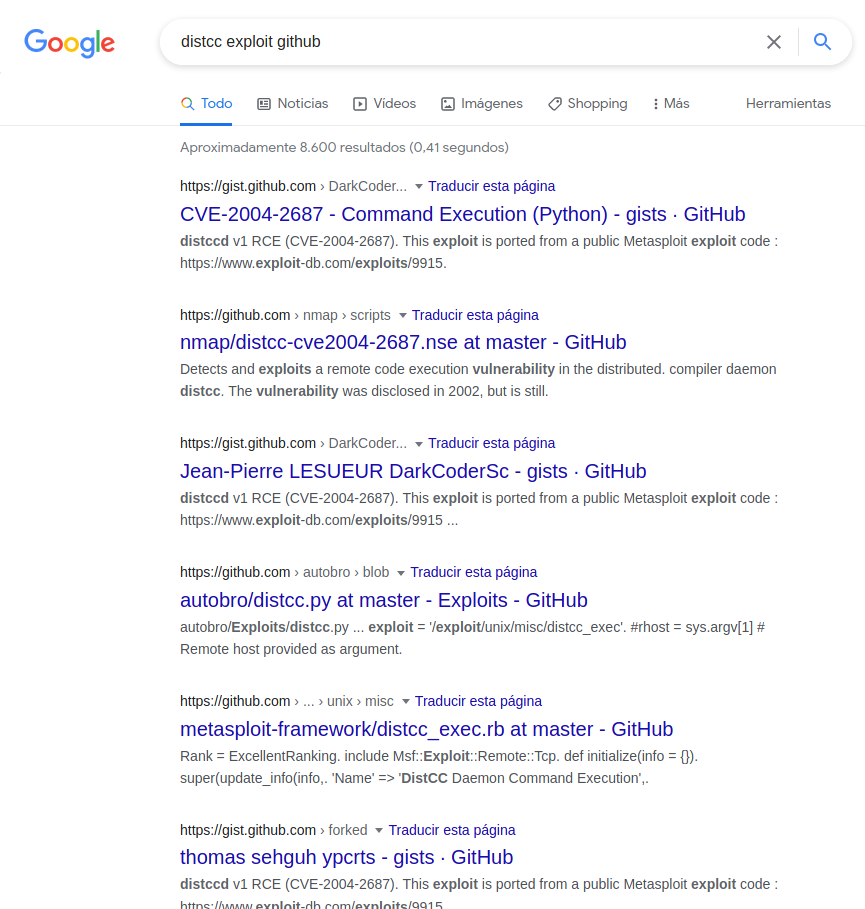 Google
distcc exploit github
Todo Noticias Vídeos Imágenes Shopping Más Herramientas
Aproximadamente 8.600 resultados (0,41 segundos)
https://gist.github.com › DarkCoder... Traducir esta página
CVE-2004-2687 - Command Execution (Python) - gists · GitHub
distccd v1 RCE (CVE-2004-2687). This exploit is ported from a public Metasploit exploit code :
https://www.exploit-db.com/exploits/9915.
https://github.com › nmap › scripts Traducir esta página
nmap/distcc-cve2004-2687.nse at master - GitHub
Detects and exploits a remote code execution vulnerability in the distributed. compiler daemon
distcc. The vulnerability was disclosed in 2002, but is still.
https://gist.github.com › DarkCoder... Traducir esta página
Jean-Pierre LESUEUR DarkCoderSc - gists · GitHub
distccd v1 RCE (CVE-2004-2687). This exploit is ported from a public Metasploit exploit code :
https://www.exploit-db.com/exploits/9915 ...
https://github.com › autobro › blob Traducir esta página
autobro/distcc.py at master - Exploits - GitHub
autobro/Exploits/distcc.py ... exploit = '/exploit/unix/misc/distcc_exec'. #rhost = sys.argv[1] #
Remote host provided as argument.
https://github.com › ... › unix › misc Traducir esta página
metasploit-framework/distcc_exec.rb at master - GitHub
Rank = ExcellentRanking. include Msf::Exploit::Remote::Tcp. def initialize(info = {}).
super(update_info(info,. 'Name' => 'DistCC Daemon Command Execution',.
https://gist.github.com › forked Traducir esta página
thomas sehguh ypcrts - gists · GitHub
distccd v1 RCE (CVE-2004-2687). This exploit is ported from a public Metasploit exploit code :
https://www.exploit-db.com/exploits/9915